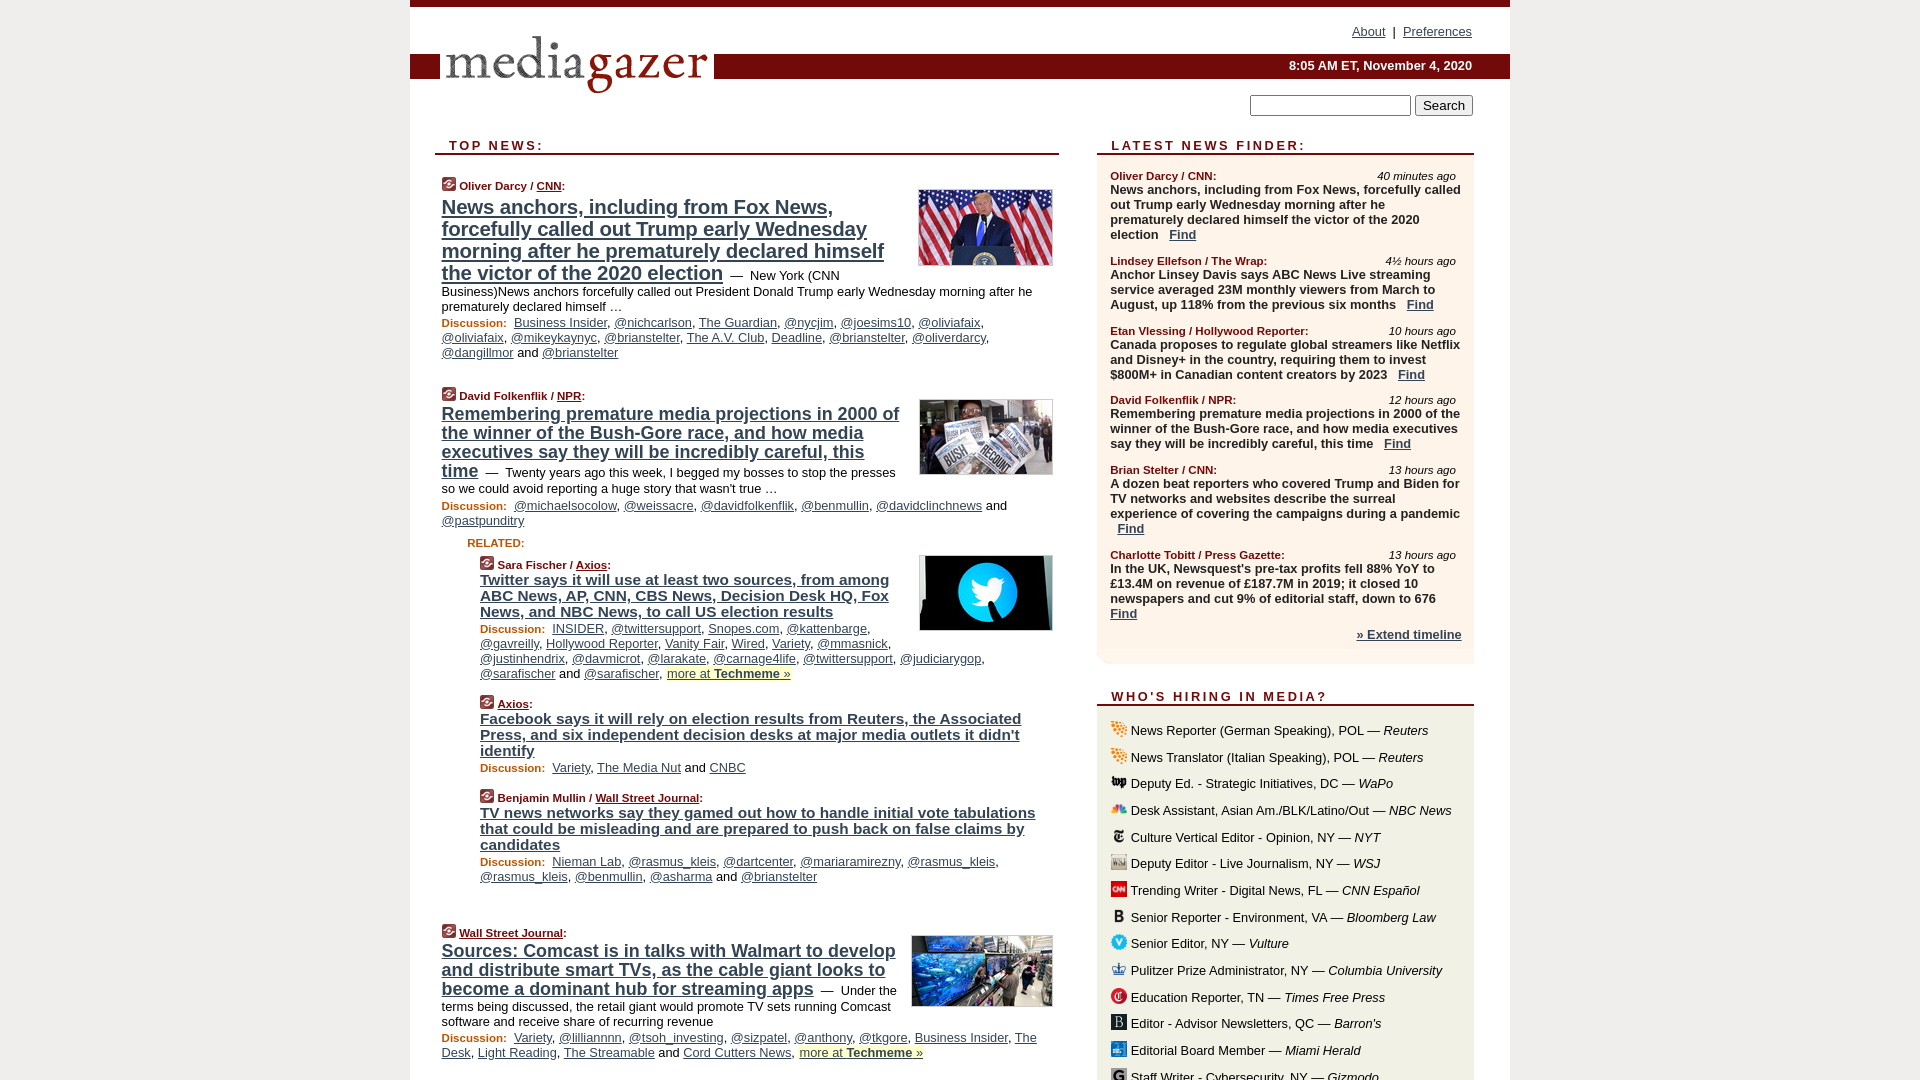 About | Preferences
mediagazer
8:05 AM ET, November 4, 2020
Search
TOP NEWS:
Oliver Darcy / CNN:
News anchors, including from Fox News,
forcefully called out Trump early Wednesday
morning after he prematurely declared himself
the victor of the 2020 election — New York (CNN
Business)News anchors forcefully called out President Donald Trump early Wednesday morning after he
prematurely declared himself …
Discussion: Business Insider, @nichcarlson, The Guardian, @nycjim, @joesims10, @oliviafaix,
@oliviafaix, @mikeykaynyc, @brianstelter, The A.V. Club, Deadline, @brianstelter, @oliverdarcy,
@dangillmor and @brianstelter
David Folkenflik / NPR:
Remembering premature media projections in 2000 of
the winner of the Bush-Gore race, and how media
executives say they will be incredibly careful, this
time — Twenty years ago this week, I begged my bosses to stop the presses
so we could avoid reporting a huge story that wasn't true …
BUSH
RECOUNT
Discussion: @michaelsocolow, @weissacre, @davidfolkenflik, @benmullin, @davidclinchnews and
@pastpunditry
RELATED:
Sara Fischer / Axios:
Twitter says it will use at least two sources, from among
ABC News, AP, CNN, CBS News, Decision Desk HQ, Fox
News, and NBC News, to call US election results
Discussion: INSIDER, @twittersupport, Snopes.com, @kattenbarge,
@gavreilly, Hollywood Reporter, Vanity Fair, Wired, Variety, @mmasnick,
@justinhendrix, @davmicrot, @larakate, @carnage4life, @twittersupport, @judiciarygop,
@sarafischer and @sarafischer, more at Techmeme »
Axios:
Facebook says it will rely on election results from Reuters, the Associated
Press, and six independent decision desks at major media outlets it didn't
identify
Discussion: Variety, The Media Nut and CNBC
Benjamin Mullin / Wall Street Journal:
TV news networks say they gamed out how to handle initial vote tabulations
that could be misleading and are prepared to push back on false claims by
candidates
Discussion: Nieman Lab, @rasmus_kleis, @dartcenter, @mariaramirezny, @rasmus_kleis,
@rasmus_kleis, @benmullin, @asharma and @brianstelter
Wall Street Journal:
Sources: Comcast is in talks with Walmart to develop
and distribute smart TVs, as the cable giant looks to
become a dominant hub for streaming apps — Under the
terms being discussed, the retail giant would promote TV sets running Comcast
software and receive share of recurring revenue
Discussion: Variety, @lilliannnn, @tsoh_investing, @sizpatel, @anthony, @tkgore, Business Insider, The
Desk, Light Reading, The Streamable and Cord Cutters News, more at Techmeme »
LATEST NEWS FINDER:
Oliver Darcy / CNN: 40 minutes ago
News anchors, including from Fox News, forcefully called
out Trump early Wednesday morning after he
prematurely declared himself the victor of the 2020
election Find
Lindsey Ellefson / The Wrap: 4½ hours ago
Anchor Linsey Davis says ABC News Live streaming
service averaged 23M monthly viewers from March to
August, up 118% from the previous six months Find
Etan Vlessing / Hollywood Reporter: 10 hours ago
Canada proposes to regulate global streamers like Netflix
and Disney+ in the country, requiring them to invest
$800M+ in Canadian content creators by 2023 Find
David Folkenflik / NPR: 12 hours ago
Remembering premature media projections in 2000 of the
winner of the Bush-Gore race, and how media executives
say they will be incredibly careful, this time Find
Brian Stelter / CNN: 13 hours ago
A dozen beat reporters who covered Trump and Biden for
TV networks and websites describe the surreal
experience of covering the campaigns during a pandemic
Find
Charlotte Tobitt / Press Gazette: 13 hours ago
In the UK, Newsquest's pre-tax profits fell 88% YoY to
£13.4M on revenue of £187.7M in 2019; it closed 10
newspapers and cut 9% of editorial staff, down to 676
Find
» Extend timeline
WHO'S HIRING IN MEDIA?
News Reporter (German Speaking), POL — Reuters
News Translator (Italian Speaking), POL — Reuters
Deputy Ed. - Strategic Initiatives, DC — WaPo
Desk Assistant, Asian Am./BLK/Latino/Out — NBC News
Culture Vertical Editor - Opinion, NY — NYT
Deputy Editor - Live Journalism, NY — WSJ
Trending Writer - Digital News, FL — CNN Español
Senior Reporter - Environment, VA — Bloomberg Law
Senior Editor, NY — Vulture
Pulitzer Prize Administrator, NY — Columbia University
Education Reporter, TN — Times Free Press
Editor - Advisor Newsletters, QC — Barron's
Editorial Board Member — Miami Herald
Staff Writer - Cybersecurity, NY — Gizmodo